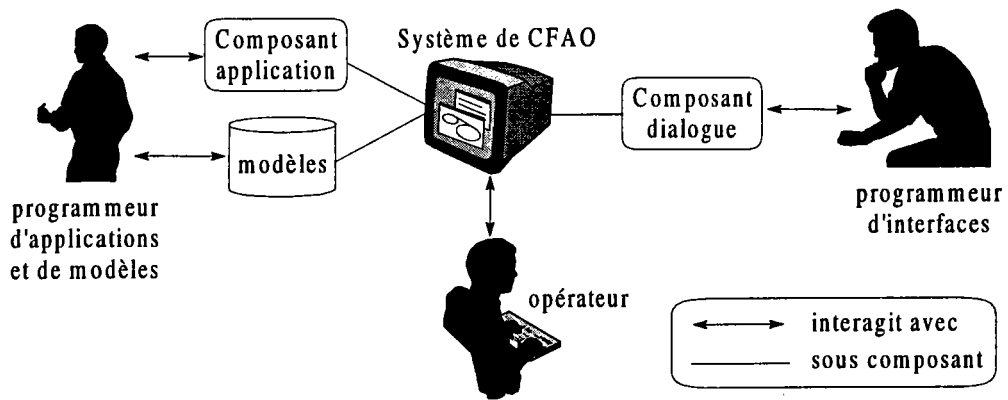 Composant
application
Système de CFAO
Composant
dialogue
modèles
programmeur
d'applications
et de modèles
programmeur
d'interfaces
opérateur
interagit avec
sous composant